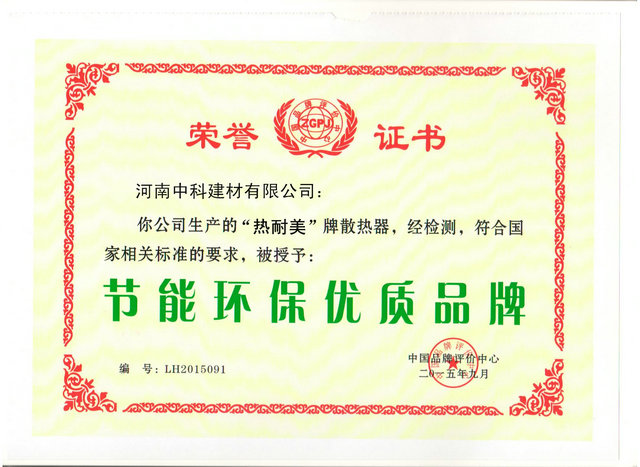 荣誉 证书
ZGPJ
河南中科建材有限公司：
你公司生产的“热耐美”牌散热器，经检测，符合国
家相关标准的要求，被授予：
节能环保优质品牌
中国品牌评价中心
编 号：LH2015091
二〇一五年九月